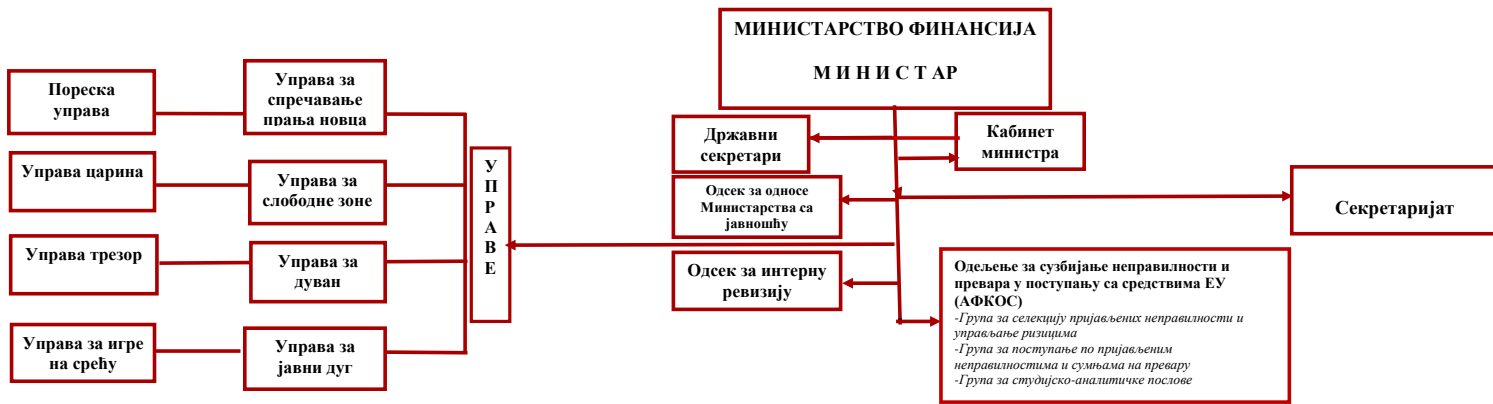 МИНИСТАРСТВО ФИНАНСИЈА
М И Н И С Т АР
Пореска
управа
Управа за
спречавање
прања новца
Управа царина
Управа за
слободне зоне
Управа трезор
Управа за
дуван
Управа за игре
на срећу
Управа за
јавни дуг
У
П
Р
А
В
Е
Државни
секретари
Кабинет
министра
Одсек за односе
Министарства са
јавношћу
Секретаријат
Одсек за интерну
ревизију
Одељење за сузбијање неправилности и
превара у поступању са средствима ЕУ
(АФКОС)
-Група за селекцију пријављених неправилности и
управљање ризицима
-Група за поступање по пријављеним
неправилностима и сумњама на превару
-Група за студијско-аналитичке послове